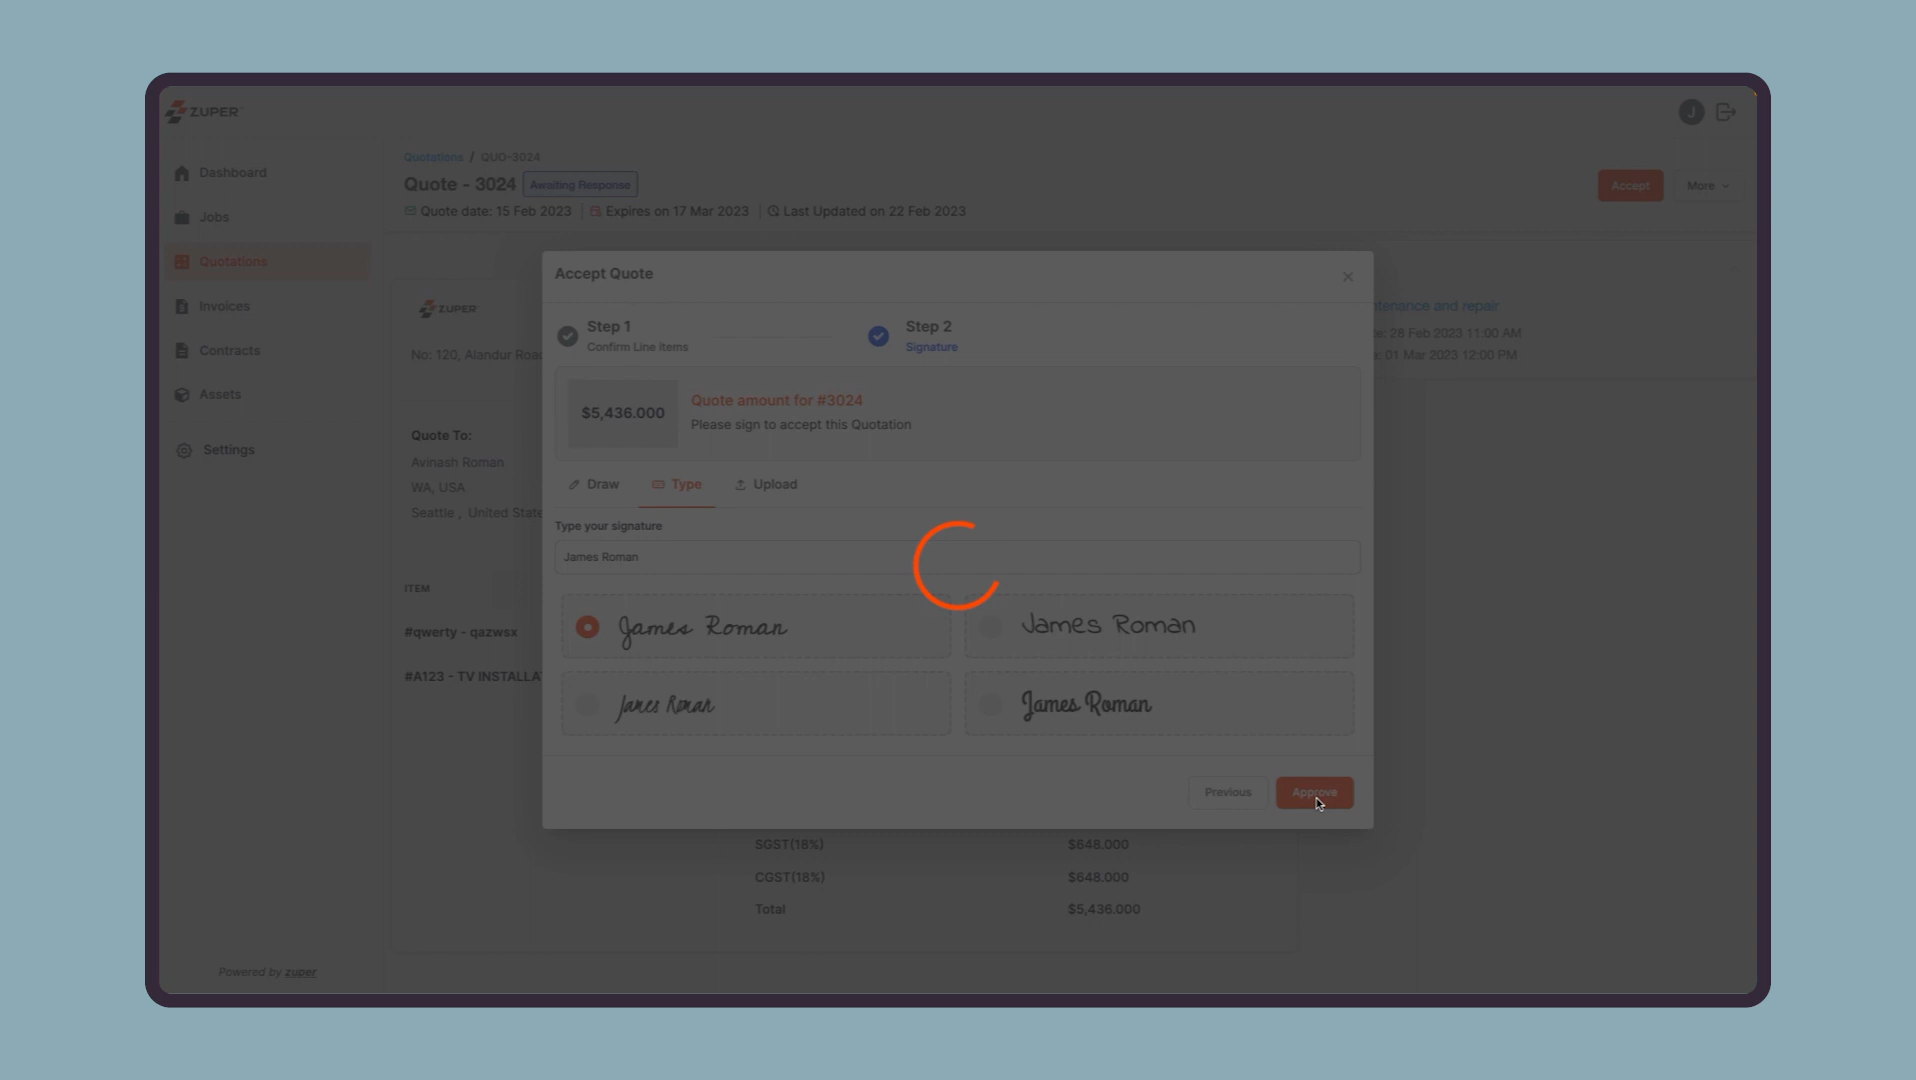 ZUPER
J
Dashboard
Jobs
Quotations
Invoices
Contracts
Assets
Settings
Powered by zuper
Quotations / QUO-3024
Quote - 3024 Awaiting Response
Quote date: 15 Feb 2023 Expires on 17 Mar 2023 Last Updated on 22 Feb 2023
Accept
More
ZUPER
No: 120, Alandur Road
Quote To:
Avinash Roman
WA, USA
Seattle , United State
ITEM
#qwerty - qazwsx
#A123 - TV INSTALLA
Accept Quote
Step 1
Confirm Line Items
Step 2
Signature
$5,436.000
Quote amount for #3024
Please sign to accept this Quotation
Draw Type Upload
Type your signature
James Roman
James Roman
James Roman
James Roman
James Roman
Previous Approve
tenance and repair
28 Feb 2023 11:00 AM
01 Mar 2023 12:00 PM
SGST(18%) $648.000
CGST(18%) $648.000
Total $5,436.000